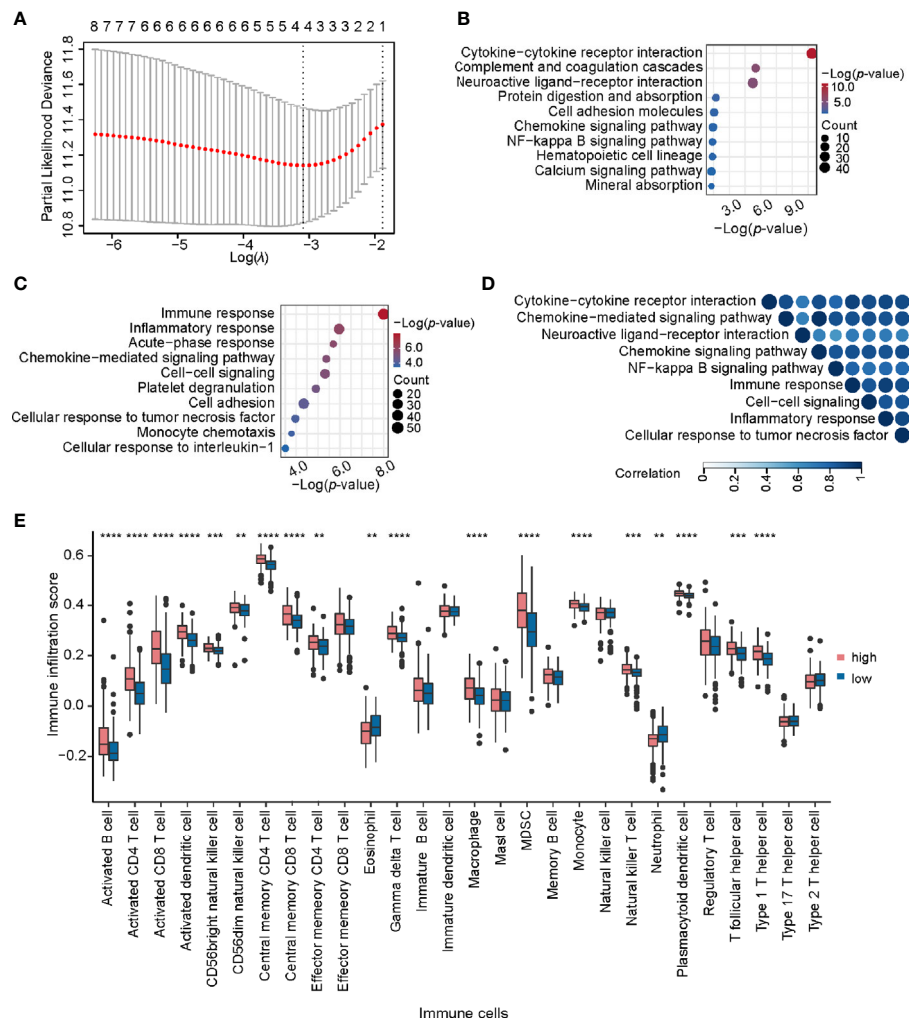 A
8 7 7 7 6 6 6 6 6 6 6 5 5 5 5 4 4 4 3 3 3 2 2 1
Partial Likelihood Deviance
11.8
11.6
11.4
11.2
11.0
10.8
−6 −5 −4 −3 −2
Log(λ)
B
Cytokine−cytokine receptor interaction
Complement and coagulation cascades
Neuroactive ligand−receptor interaction
Protein digestion and absorption
Cell adhesion molecules
Chemokine signaling pathway
NF−kappa B signaling pathway
Hematopoietic cell lineage
Calcium signaling pathway
Mineral absorption
3.0 6.0 9.0
−Log(p−value)
−Log(p−value)
10.0
5.0
Count
10
20
30
40
C
Immune response
Inflammatory response
Acute−phase response
Chemokine−mediated signaling pathway
Cell−cell signaling
Platelet degranulation
Cell adhesion
Cellular response to tumor necrosis factor
Monocyte chemotaxis
Cellular response to interleukin−1
4.0 6.0 8.0
−Log(p−value)
−Log(p−value)
6.0
4.0
Count
20
30
40
50
D
Cytokine−cytokine receptor interaction
Chemokine−mediated signaling pathway
Neuroactive ligand−receptor interaction
Chemokine signaling pathway
NF−kappa B signaling pathway
Immune response
Cell−cell signaling
Inflammatory response
Cellular response to tumor necrosis factor
Correlation
0 0.2 0.4 0.6 0.8 1
E
**** **** **** **** *** ** **** **** ** ** **** **** **** **** *** ** **** *** ****
Immune infiltration score
0.6
0.4
0.2
0.0
−0.2
high
low
Activated B cell
Activated CD4 T cell
Activated CD8 T cell
Activated dendritic cell
CD56bright natural killer cell
CD56dim natural killer cell
Central memory CD4 T cell
Central memory CD8 T cell
Effector memeory CD4 T cell
Effector memeory CD8 T cell
Eosinophil
Gamma delta T cell
Immature B cell
Immature dendritic cell
Macrophage
Mast cell
MDSC
Memory B cell
Monocyte
Natural killer cell
Natural killer T cell
Neutrophil
Plasmacytoid dendritic cell
Regulatory T cell
T follicular helper cell
Type 1 T helper cell
Type 17 T helper cell
Type 2 T helper cell
Immune cells